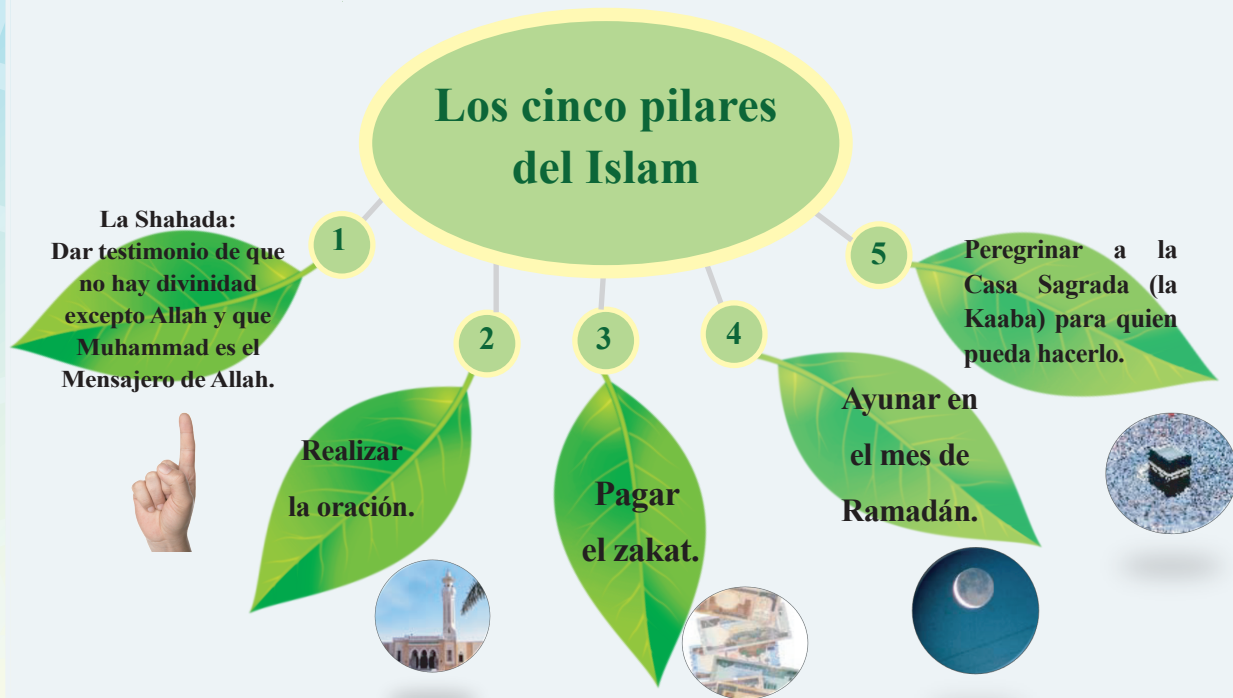 Los cinco pilares
del Islam
1
La Shahada:
Dar testimonio de que
no hay divinidad
excepto Allah y que
Muhammad es el
Mensajero de Allah.
2
Realizar
la oración.
3
Pagar
el zakat.
4
Ayunar en
el mes de
Ramadán.
5
Peregrinar a la
Casa Sagrada (la
Kaaba) para quien
pueda hacerlo.